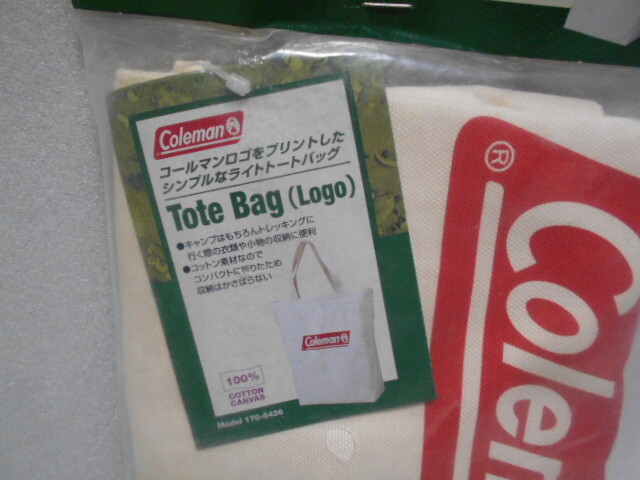 Coleman
コールマンロゴをプリントした
シンプルなライトトートバッグ
Tote Bag (Logo)
●キャンプはもちろんトレッキングに
行く際の衣類や小物の収納に便利
●コットン素材なので
コンパクトに折りたため
収納はかさばらない
Coleman
100%
COTTON
CANVAS
Model 170-6426
® Colem